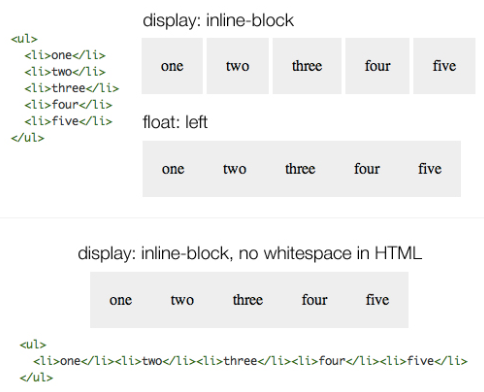 display: inline-block
<ul>
  <li>one</li>
  <li>two</li>
  <li>three</li>
  <li>four</li>
  <li>five</li>
</ul>
one two three four five
float: left
one two three four five
display: inline-block, no whitespace in HTML
one two three four five
<ul>
  <li>one</li><li>two</li><li>three</li><li>four</li><li>five</li>
</ul>